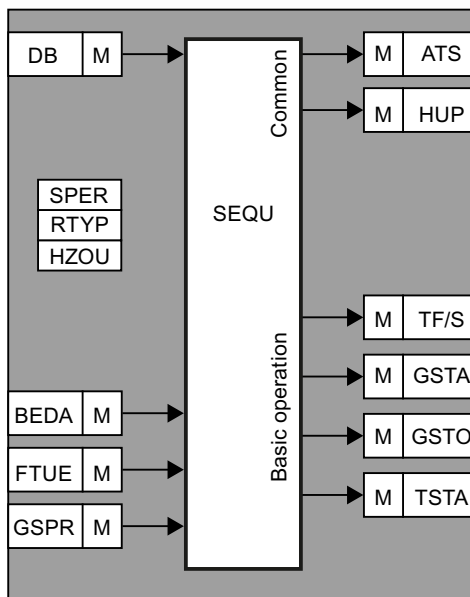 DB M
M ATS
Common
M HUP
SPER
RTYP
HZOU
SEQU
M TF/S
Basic operation
M GSTA
BEDA M
M GSTO
FTUE M
M TSTA
GSPR M